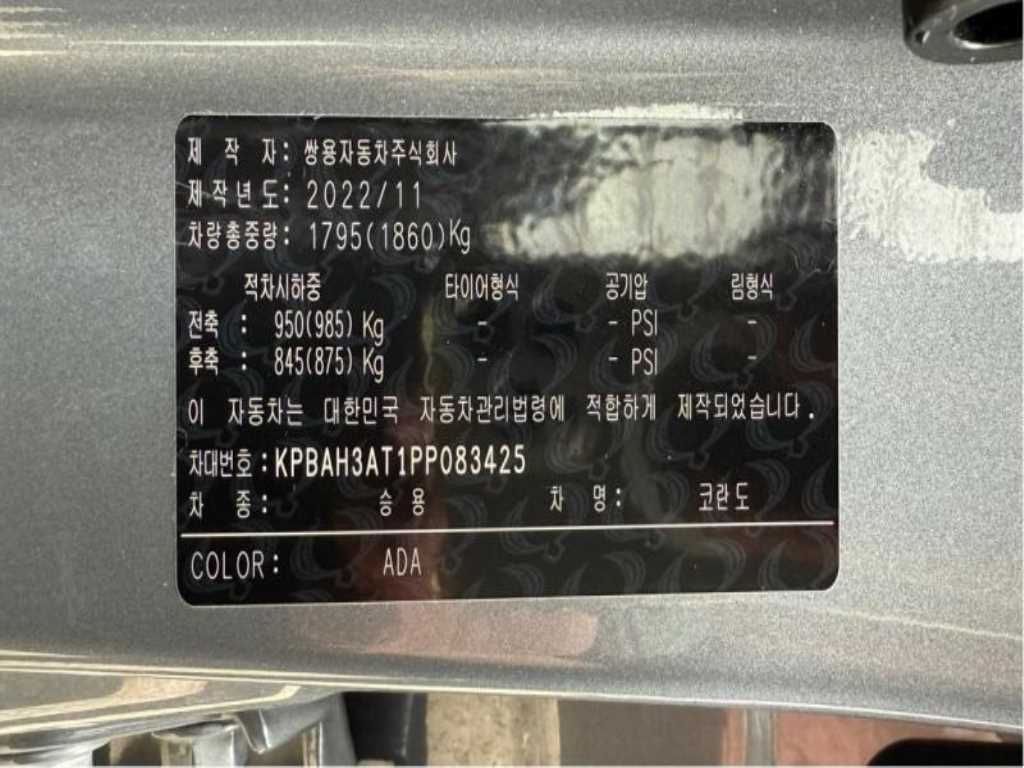 제 작 자: 쌍용자동차주식회사
제작년도: 2022/11
차량총중량: 1795(1860)Kg
적차시하중 타이어형식 공기압 림형식
전축 : 950(985) Kg - - PSI -
후축 : 845(875) Kg - - PSI -
이 자동차는 대한민국 자동차관리법령에 적합하게 제작되었습니다.
차대번호:KPBAH3AT1PP083425
차 종: 승용 차 명: 코란도
COLOR: ADA